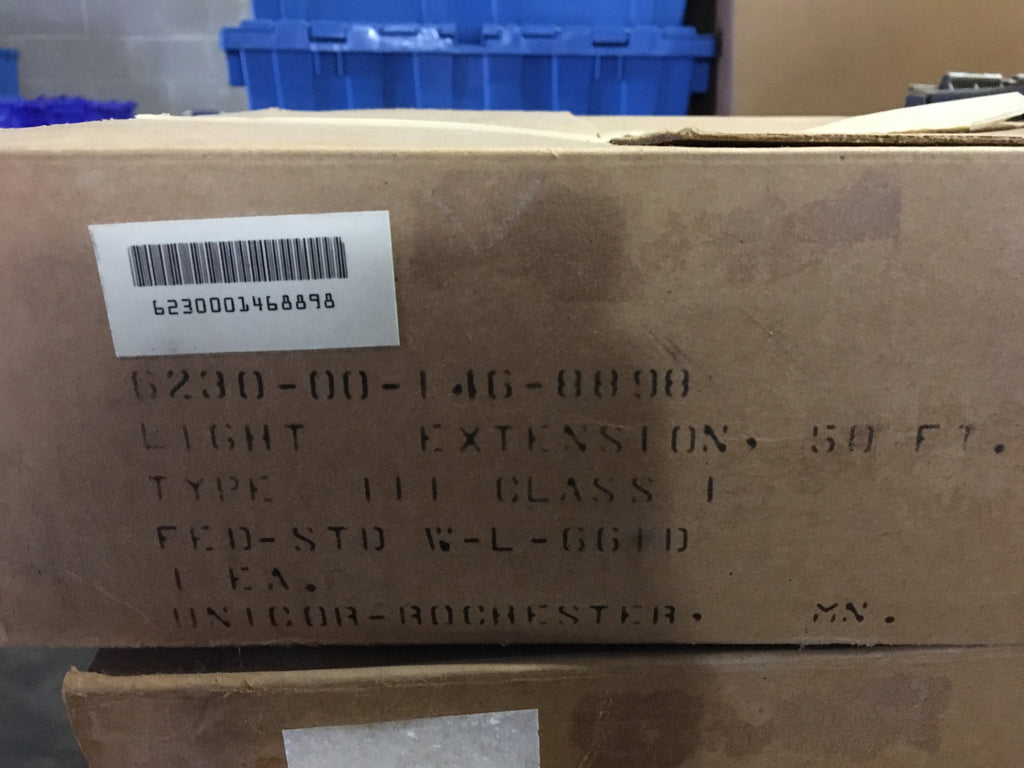 6230001468898
6230-00-146-8898
LIGHT EXTENSION, 50 FT.
TYPE III CLASS 1
FED-STD W-L-661D
1 EA.
UNICOR-ROCHESTER, MN.